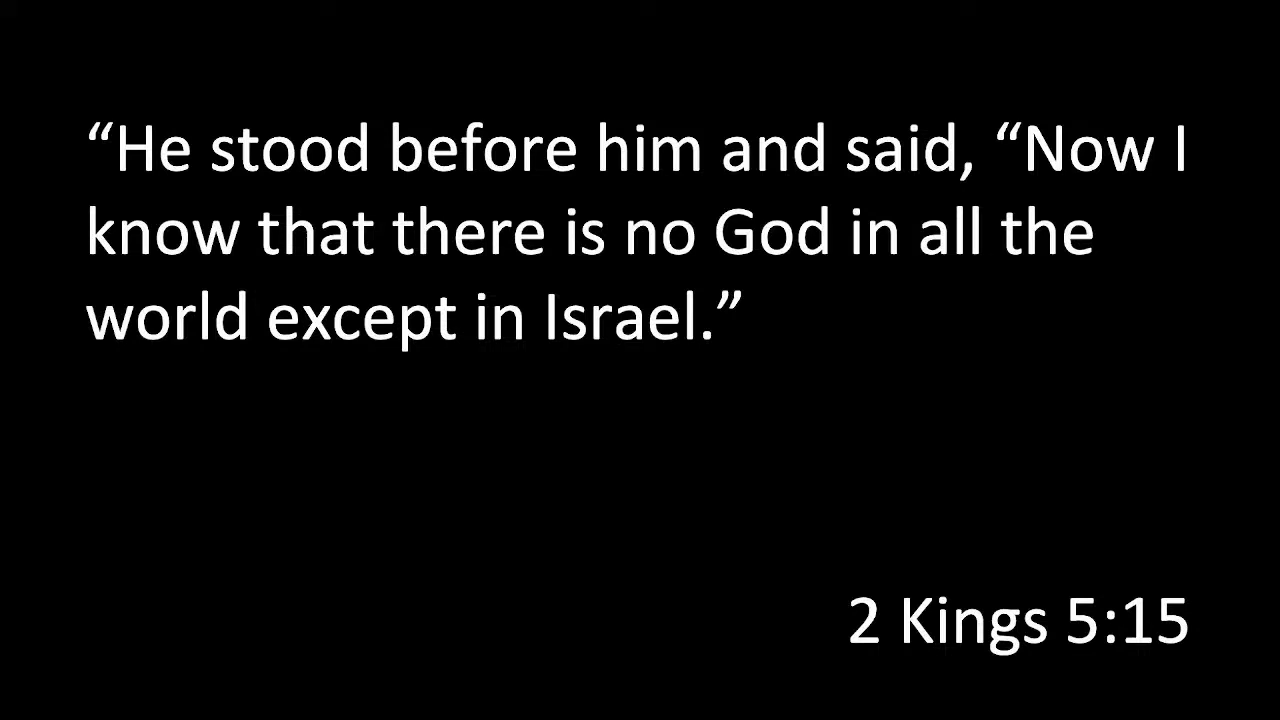 “He stood before him and said, “Now I
know that there is no God in all the
world except in Israel.”
2 Kings 5:15